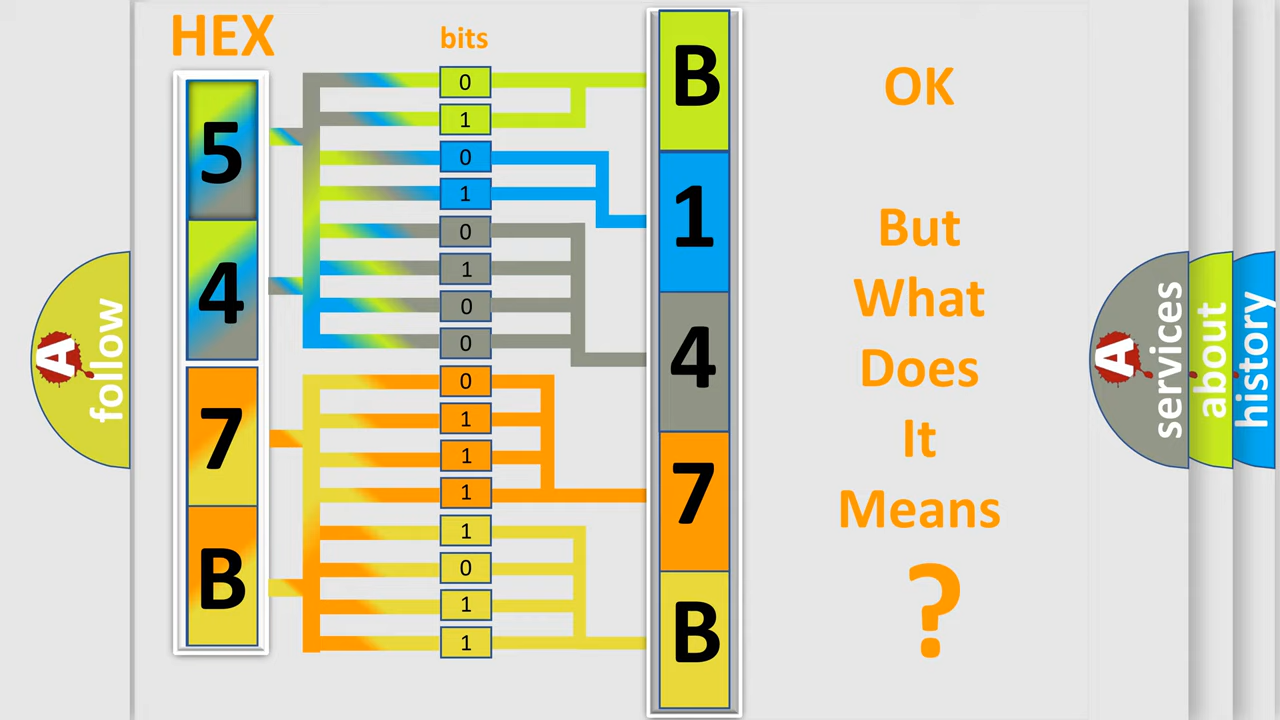 HEX
bits
5
4
7
B
0
1
0
1
0
1
0
0
0
1
1
1
1
0
1
1
B
1
4
7
B
OK
But
What
Does
It
Means
?
A
follow
A
services
about
history